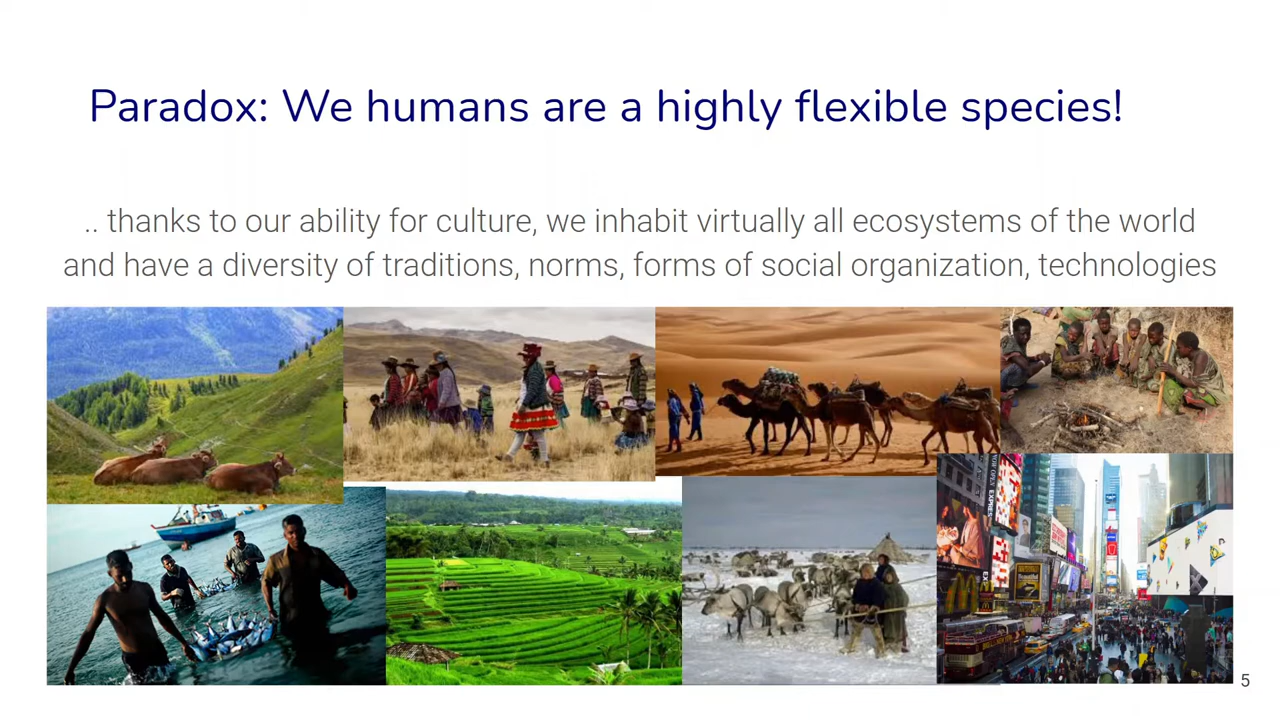 Paradox: We humans are a highly flexible species!
.. thanks to our ability for culture, we inhabit virtually all ecosystems of the world
and have a diversity of traditions, norms, forms of social organization, technologies
5